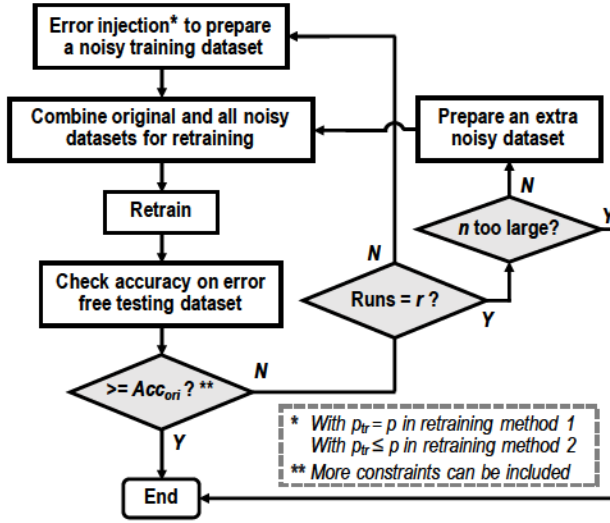 Error injection* to prepare
a noisy training dataset
Combine original and all noisy
datasets for retraining
Prepare an extra
noisy dataset
Retrain
N
n too large?
Y
Check accuracy on error
free testing dataset
N
Runs = r ?
Y
>= Acc_ori ? **
N
Y
* With p_tr = p in retraining method 1
With p_tr ≤ p in retraining method 2
** More constraints can be included
End